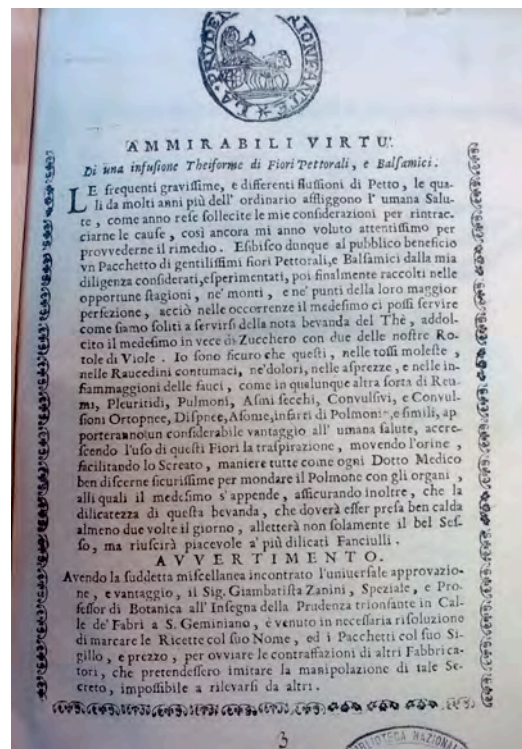 LA PRUDEN TRIONFANTE
AMMIRABILI VIRTU'.
Di una infusione Theiforme di Fiori Pettorali, e Balsamici.
LE frequenti gravissime, e differenti flussioni di Petto, le qua-
li da molti anni più dell' ordinario affliggono l' umana Salu-
te, come anno rese sollecite le mie considerazioni per rintrac-
ciarne le cause, così ancora mi anno voluto attentissimo per
provvederne il rimedio. Esibisco dunque al pubblico beneficio
vn Pacchetto di gentilissimi fiori Pettorali, e Balsamici dalla mia
diligenza considerati, esperimentati, poi finalmente raccolti nelle
opportune stagioni, ne' monti, e ne' punti della loro maggior
perfezione, acciò nelle occorrenze il medesimo ci possi servire
come siamo soliti a servirsi della nota bevanda del Thè, addol-
cito il medesimo in vece di Zucchero con due delle nostre Ro-
tole di Viole. Io sono sicuro che questi, nelle tossi moleste,
nelle Raucedini contumaci, ne'dolori, nelle asprezze, e nelle in-
fiammaggioni delle fauci, come in qualunque altra sorta di Reu-
mi, Pleuritidi, Pulmoni, Asmi secchi, Convulsivi, e Convul-
sioni Ortopnee, Dispnee, Afome, infarti di Polmoni, e simili, ap
porteranno un considerabile vantaggio all' umana salute, accre-
scendo l'uso di questi Fiori la traspirazione, movendo l'orine,
facilitando lo Screato, maniere tutte come ogni Dotto Medico
ben discerne sicurissime per mondare il Polmone con gli organi,
alli quali il medesimo s' appende, assicurando inoltre, che la
dilicatezza di questa bevanda, che doverà esser presa ben calda
almeno due volte il giorno, alletterà non solamente il bel Ses-
so, ma riuscirà piacevole a' più dilicati Fanciulli.
AVVERTIMENTO.
Avendo la suddetta miscellanea incontrato l'uniuersale approvazio-
ne, e vantaggio, il Sig. Giambatista Zanini, Speziale, e Pro-
fessor di Botanica all' Insegna della Prudenza trionfante in Cal-
le de' Fabri a S. Geminiano, è venuto in necessaria risoluzione
di marcare le Ricette col suo Nome, ed i Pacchetti col suo Si-
gillo, e prezzo, per ovviare le contraffazioni di altri Fabbrica-
tori, che pretendessero imitare la manipolazione di tale Se-
creto, impossibile a rilevarsi da altri.
3
BIBLIOTECA NAZIONA